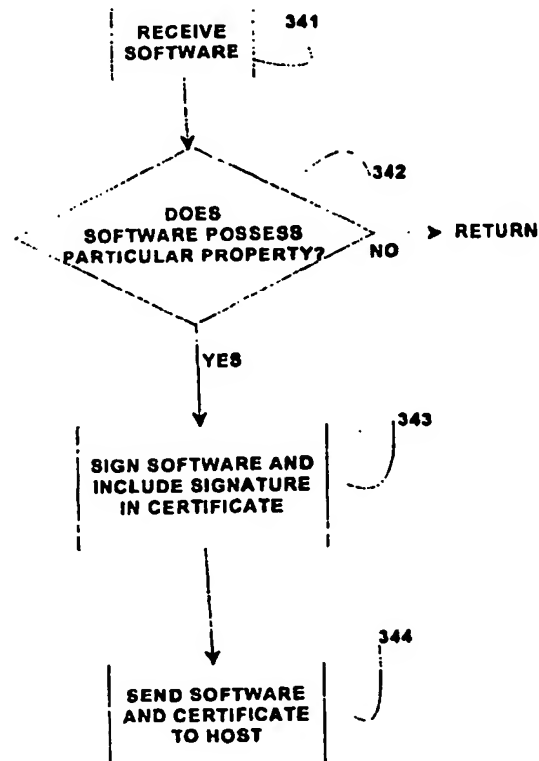 RECEIVE
SOFTWARE
341
DOES
SOFTWARE POSSESS
PARTICULAR PROPERTY?
342
NO
RETURN
YES
SIGN SOFTWARE AND
INCLUDE SIGNATURE
IN CERTIFICATE
343
SEND SOFTWARE
AND CERTIFICATE
TO HOST
344